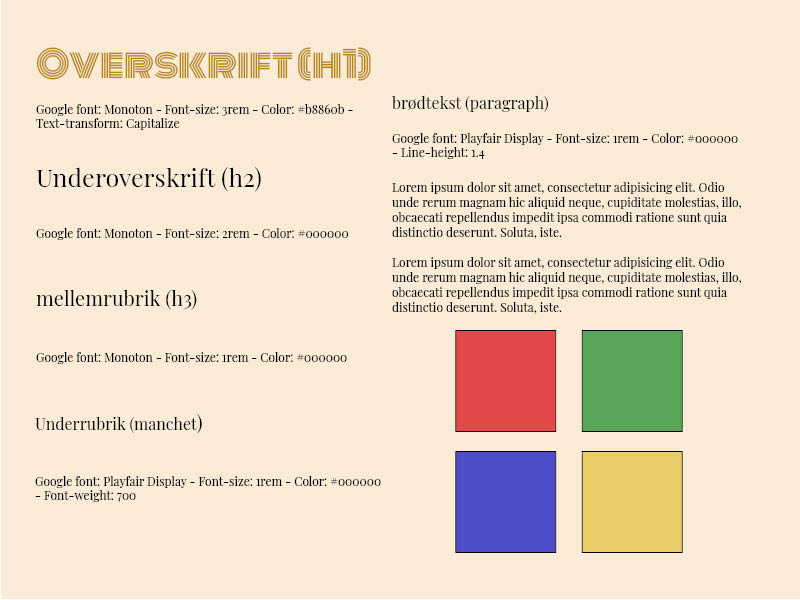 Overskrift (h1)
Google font: Monoton - Font-size: 3rem - Color: #b8860b -
Text-transform: Capitalize
Underoverskrift (h2)
Google font: Monoton - Font-size: 2rem - Color: #000000
mellemrubrik (h3)
Google font: Monoton - Font-size: 1rem - Color: #000000
Underrubrik (manchet)
Google font: Playfair Display - Font-size: 1rem - Color: #000000
- Font-weight: 700
brødtekst (paragraph)
Google font: Playfair Display - Font-size: 1rem - Color: #000000
- Line-height: 1.4
Lorem ipsum dolor sit amet, consectetur adipisicing elit. Odio
unde rerum magnam hic aliquid neque, cupiditate molestias, illo,
obcaecati repellendus impedit ipsa commodi ratione sunt quia
distinctio deserunt. Soluta, iste.
Lorem ipsum dolor sit amet, consectetur adipisicing elit. Odio
unde rerum magnam hic aliquid neque, cupiditate molestias, illo,
obcaecati repellendus impedit ipsa commodi ratione sunt quia
distinctio deserunt. Soluta, iste.